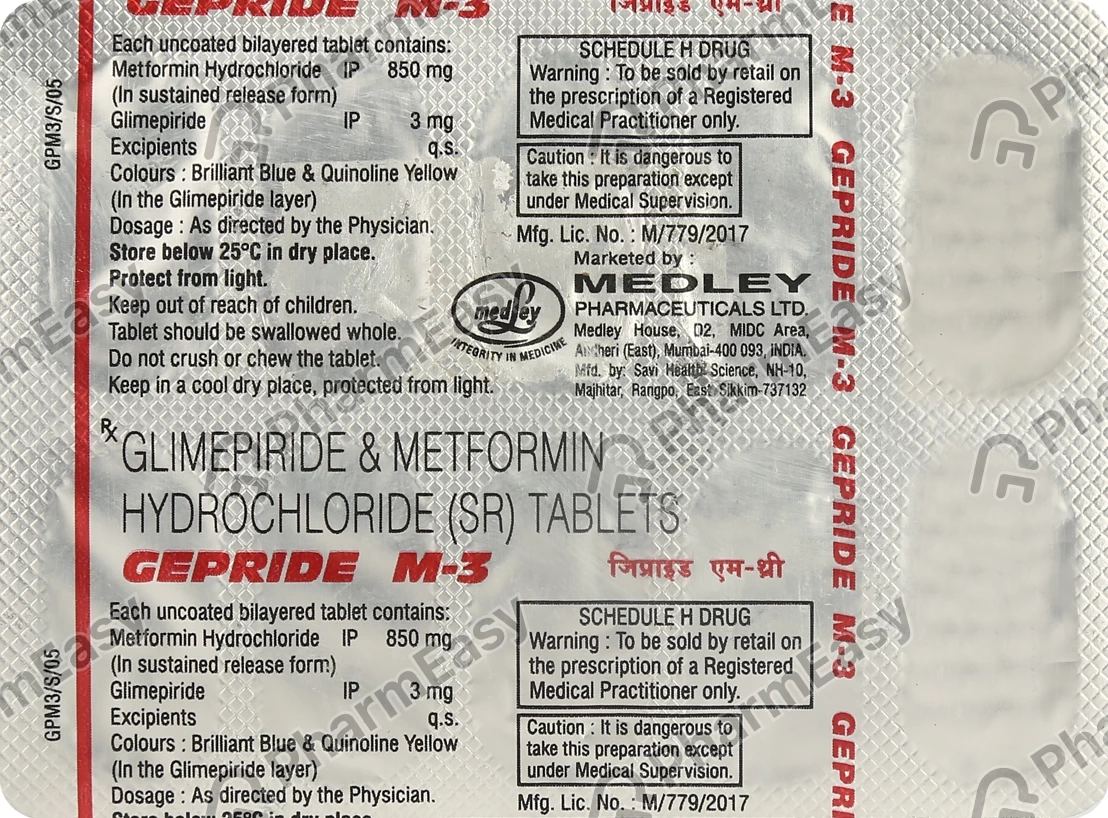 GEPRIDE M-3
जिप्राइड एम-थ्री
Each uncoated bilayered tablet contains:
Metformin Hydrochloride IP 850 mg
(In sustained release form)
Glimepiride IP 3 mg
Excipients q.s.
Colours : Brilliant Blue & Quinoline Yellow
(In the Glimepiride layer)
Dosage : As directed by the Physician.
Store below 25ºC in dry place.
Protect from light.
Keep out of reach of children.
Tablet should be swallowed whole.
Do not crush or chew the tablet.
Keep in a cool dry place, protected from light.
SCHEDULE H DRUG
Warning : To be sold by retail on
the prescription of a Registered
Medical Practitioner only.
Caution : It is dangerous to
take this preparation except
under Medical Supervision.
Mfg. Lic. No. : M/779/2017
Marketed by :
medley
INTEGRITY IN MEDICINE
MEDLEY
PHARMACEUTICALS LTD.
Medley House, D2, MIDC Area,
Andheri (East), Mumbai-400 093, INDIA.
Mfd. by: Savi Health Science, NH-10,
Majhitar, Rangpo, East Sikkim-737132
GPM3/S/05
Rx GLIMEPIRIDE & METFORMIN
HYDROCHLORIDE (SR) TABLETS
GEPRIDE M-3
जिप्राइड एम-थ्री
Each uncoated bilayered tablet contains:
Metformin Hydrochloride IP 850 mg
(In sustained release form)
Glimepiride IP 3 mg
Excipients q.s.
Colours : Brilliant Blue & Quinoline Yellow
(In the Glimepiride layer)
Dosage : As directed by the Physician.
Store below 25ºC in dry place.
SCHEDULE H DRUG
Warning : To be sold by retail on
the prescription of a Registered
Medical Practitioner only.
Caution : It is dangerous to
take this preparation except
under Medical Supervision.
Mfg. Lic. No. : M/779/2017
GPM3/S/05
E M-3 GEPRIDE M-3 GEPRIDE M-3 GEPRI
PharmEasy